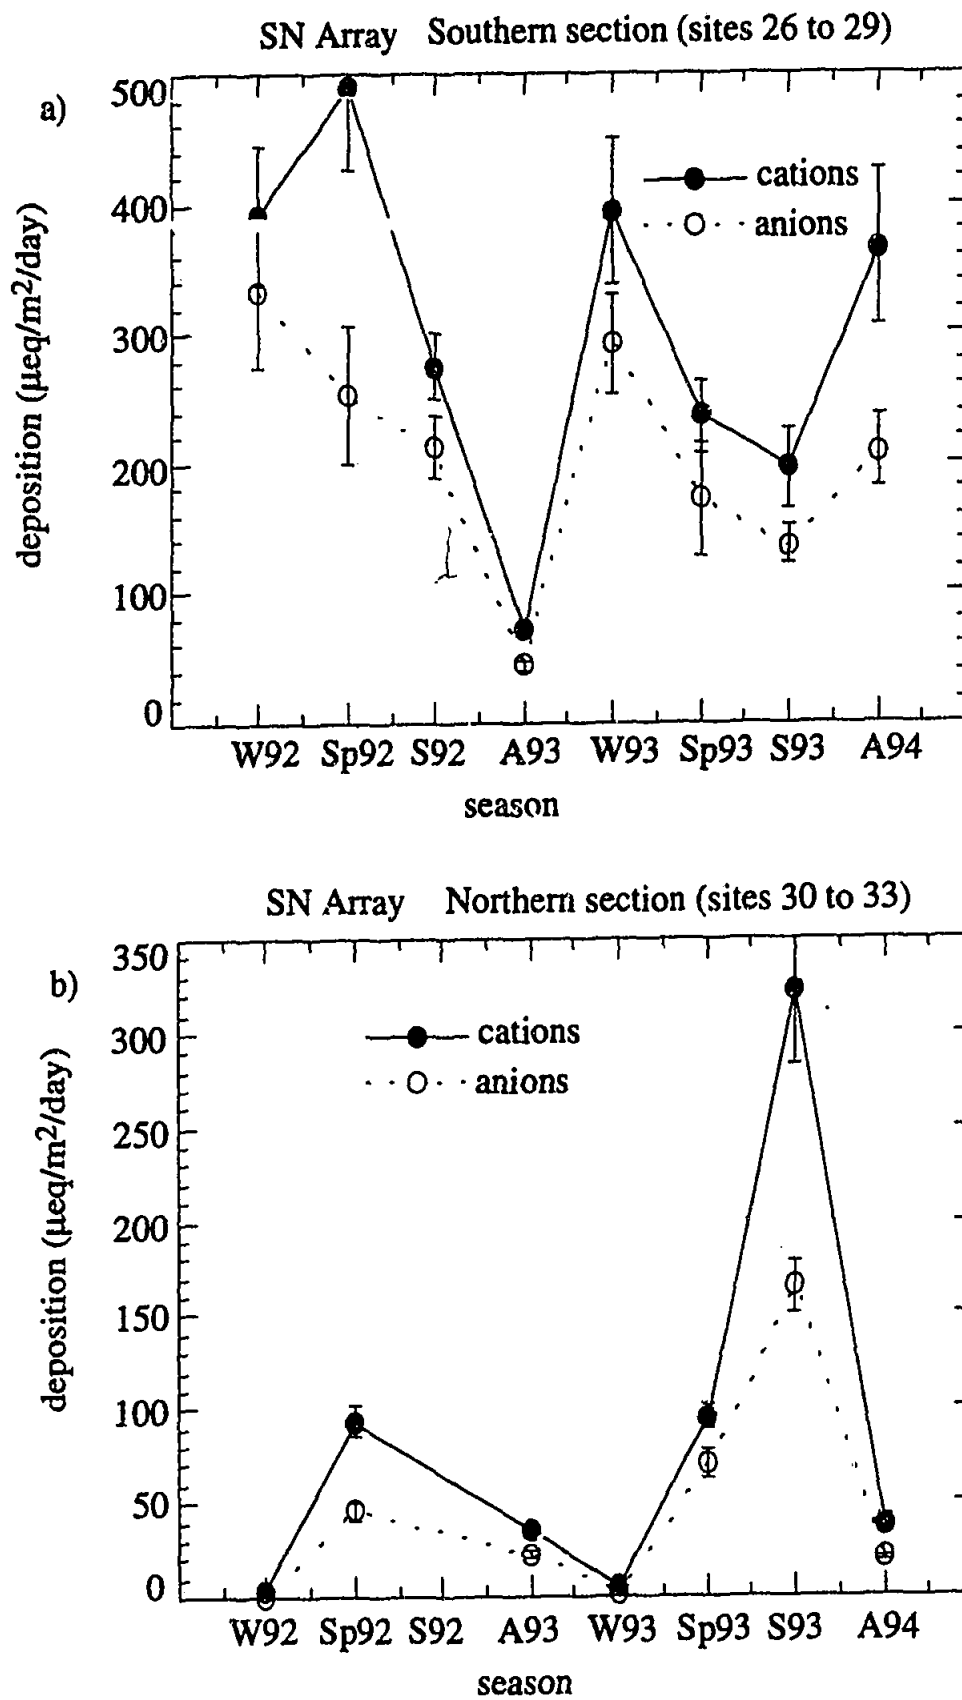 SN Array Southern section (sites 26 to 29)
a)
500
400
300
200
100
0
deposition (µeq/m2/day)
cations
anions
W92 Sp92 S92 A93 W93 Sp93 S93 A94
season
SN Array Northern section (sites 30 to 33)
b)
350
300
250
200
150
100
50
0
deposition (µeq/m2/day)
cations
anions
W92 Sp92 S92 A93 W93 Sp93 S93 A94
season